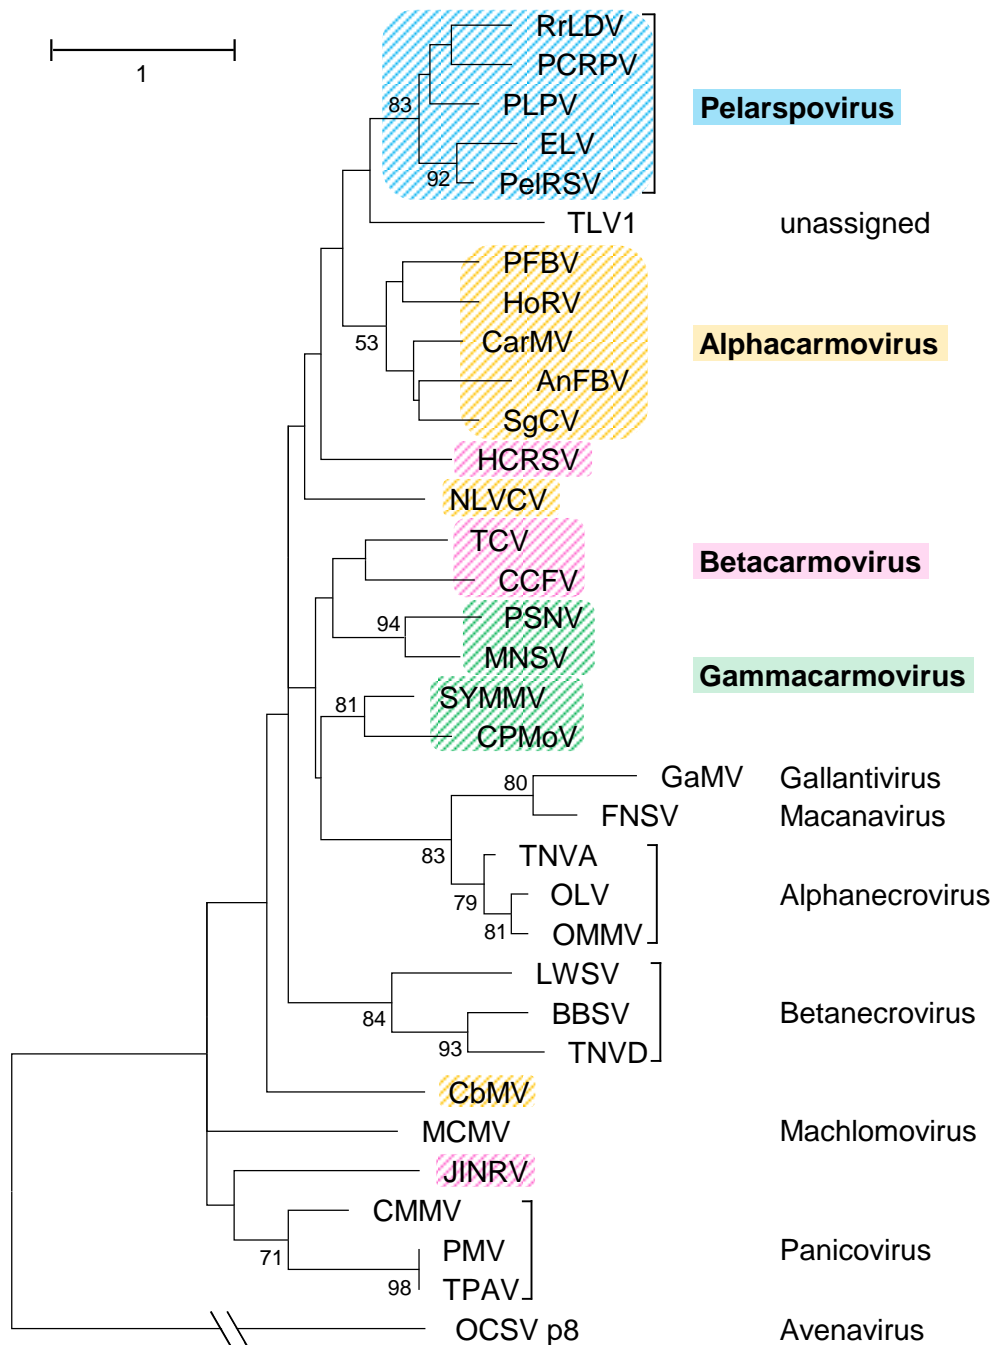 RrLDV
1
PCRPV
83
PLPV
Pelarspovirus
ELV
92
PelRSV
TLV1 unassigned
PFBV
HoRV
53
CarMV
Alphacarmovirus
AnFBV
SgCV
HCRSV
NLVCV
TCV
Betacarmovirus
CCFV
94
PSNV
MNSV
Gammacarmovirus
81
SYMMV
CPMoV
80
GaMV Gallantivirus
FNSV Macanavirus
83
TNVA
79
OLV Alphanecrovirus
81
OMMV
LWSV
84
BBSV Betanecrovirus
93
TNVD
CbMV
MCMV Machlomovirus
JINRV
CMMV
71
PMV Panicovirus
98
TPAV
OCSV p8 Avenavirus